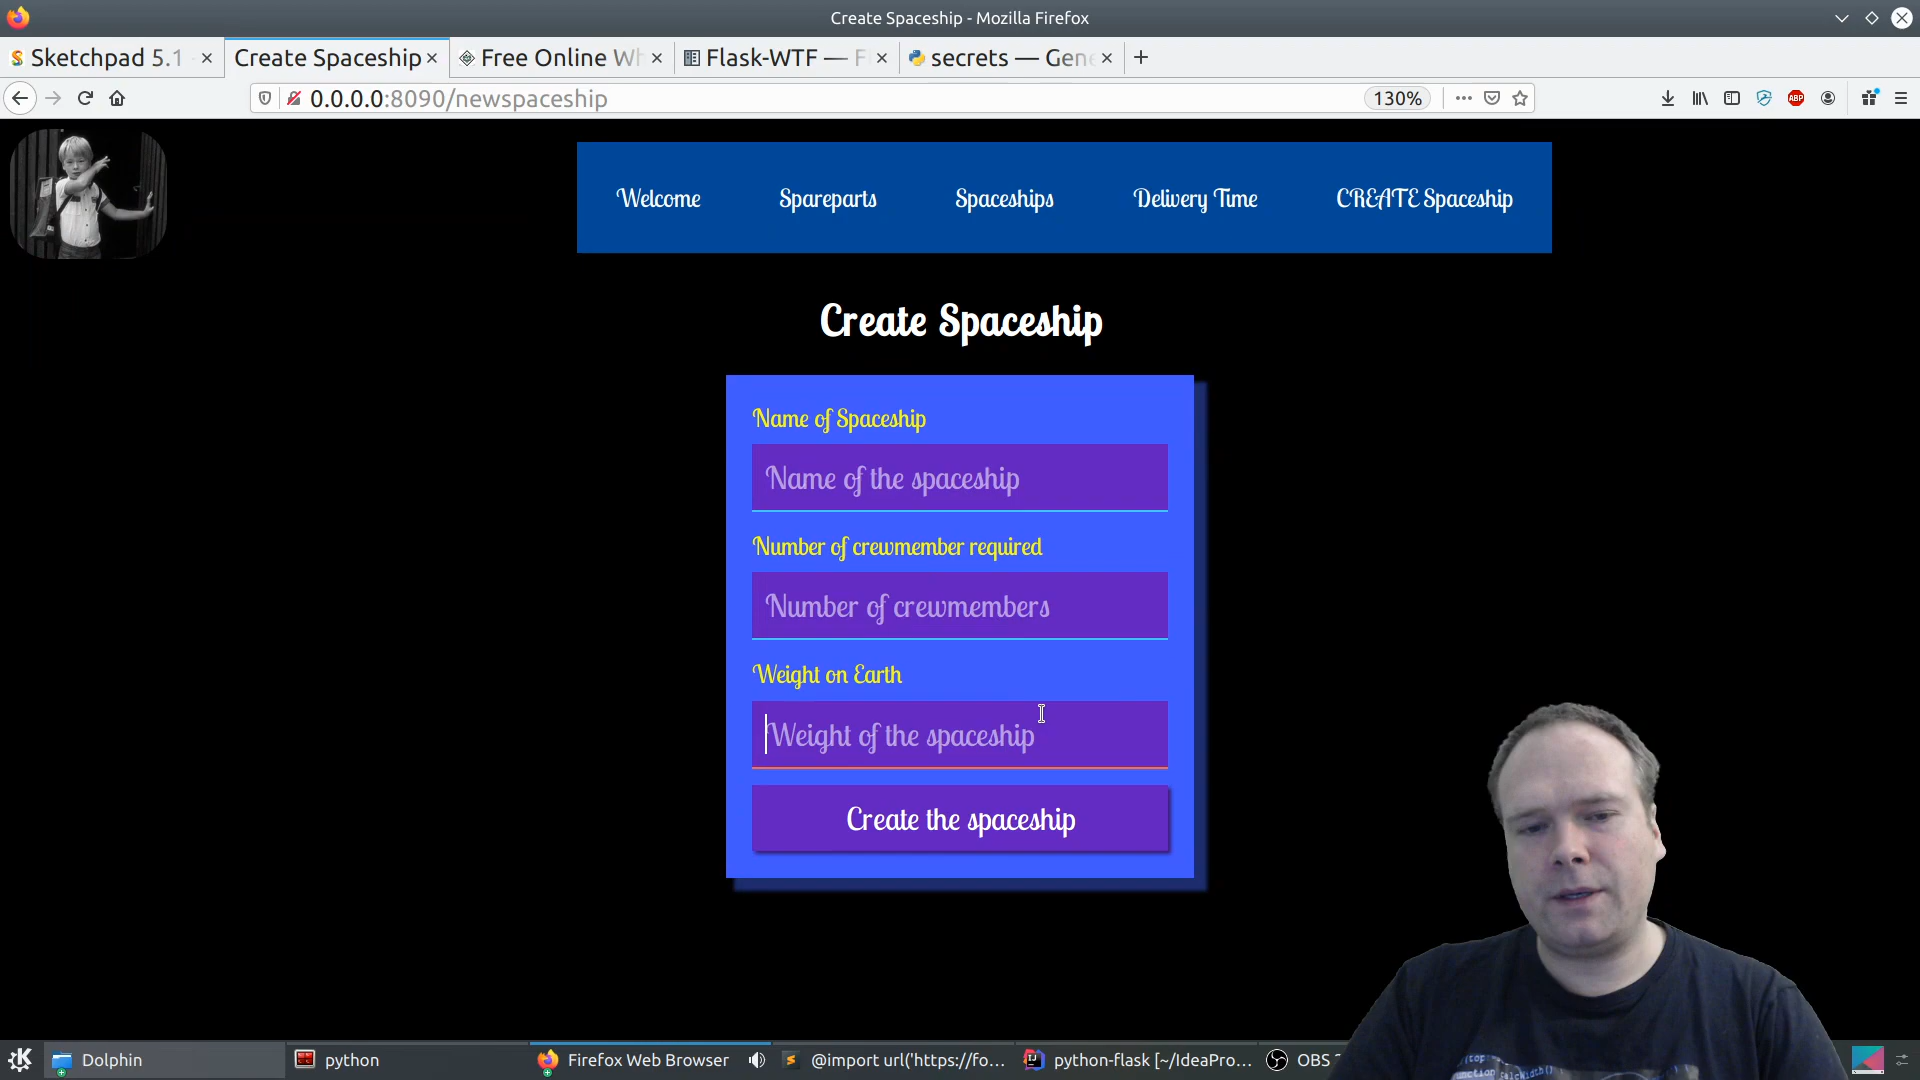 Create Spaceship - Mozilla Firefox
Sketchpad 5.1
Create Spaceship
Free Online Wh
Flask-WTF — F
secrets — Gene
0.0.0.0:8090/newspaceship
130%
ABP
Welcome
Spareparts
Spaceships
Delivery Time
CREATE Spaceship
Create Spaceship
Name of Spaceship
Name of the spaceship
Number of crewmember required
Number of crewmembers
Weight on Earth
Weight of the spaceship
Create the spaceship
Dolphin
python
Firefox Web Browser
@import url('https://fo...
python-flask [~/IdeaPro...
OBS